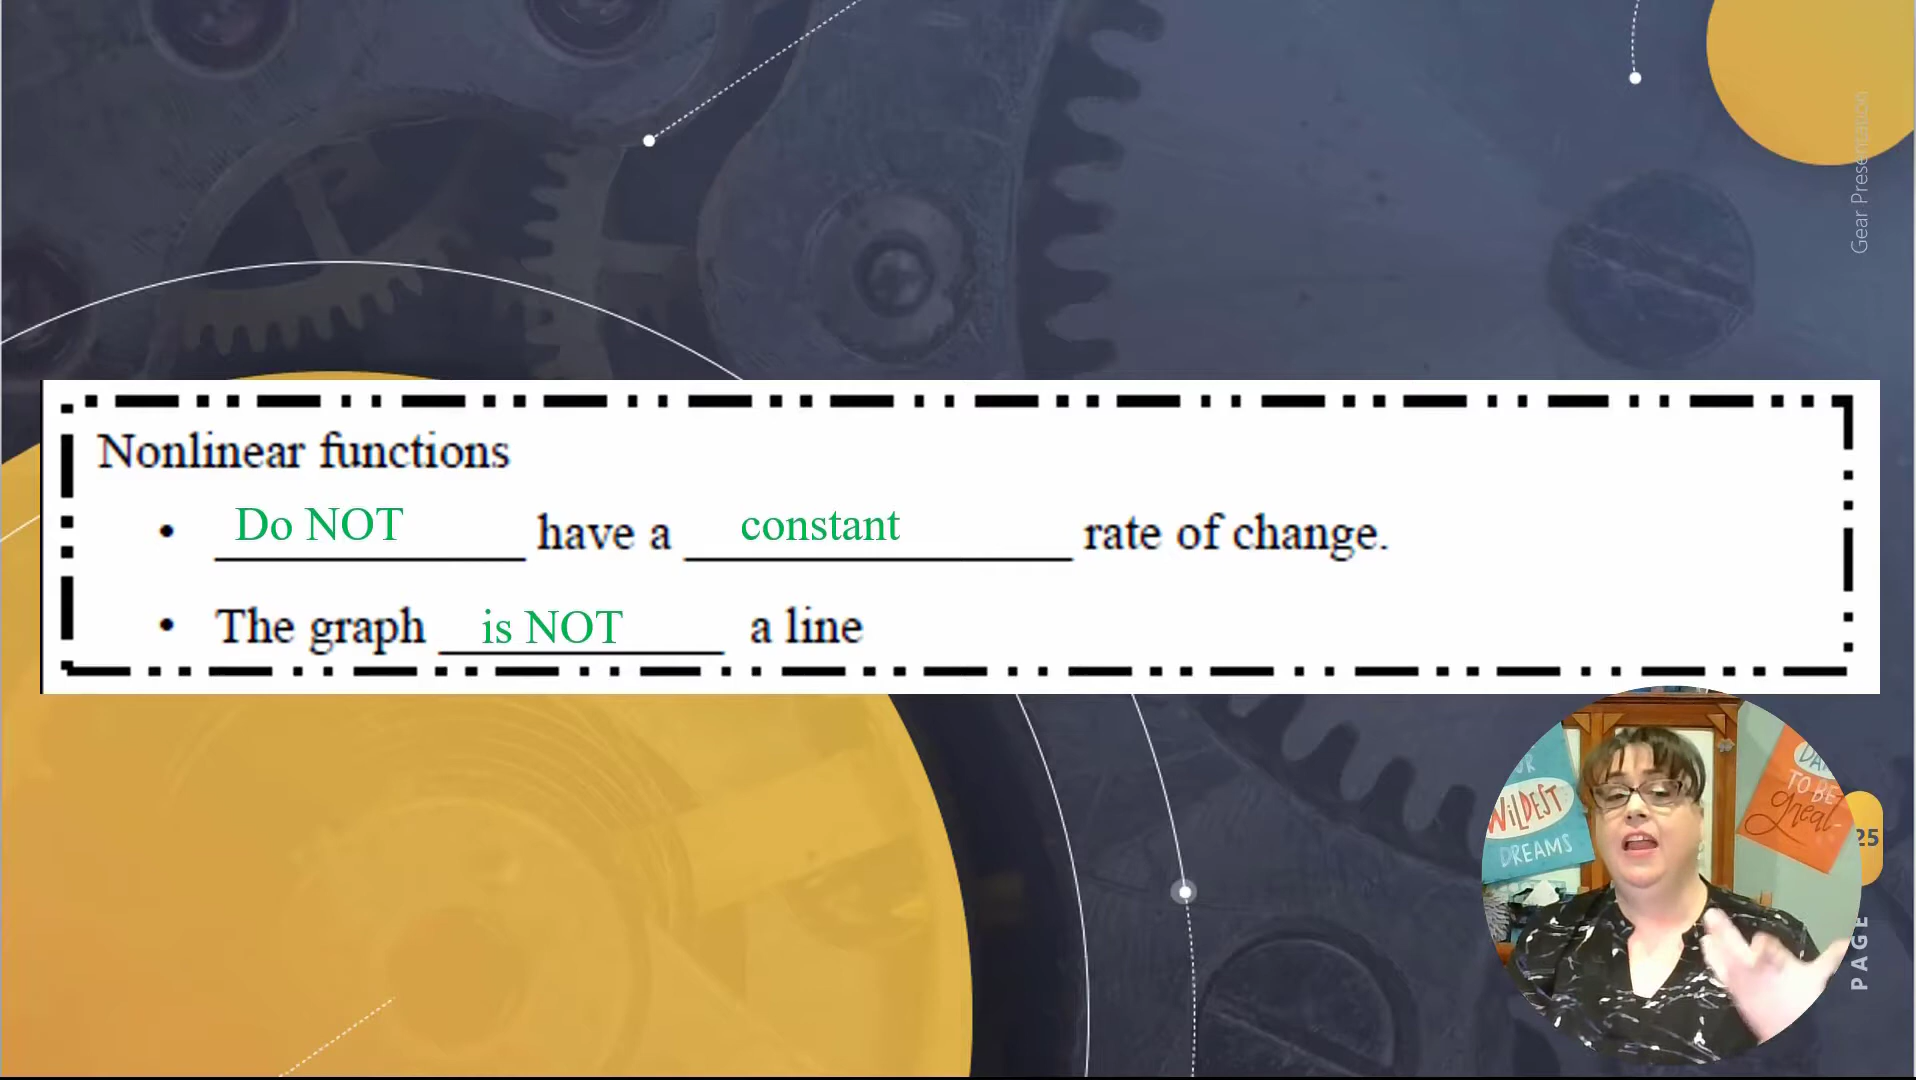 Gear Presentation
Nonlinear functions
• Do NOT have a constant rate of change.
• The graph is NOT a line
WILDEST
DREAMS
TO BE
great
25
PAGE